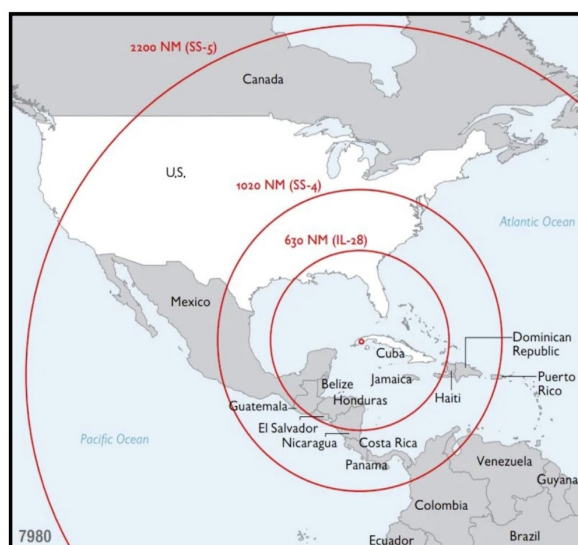 2200 NM (SS-5)
Canada
U.S.
1020 NM (SS-4)
Atlantic Ocean
630 NM (IL-28)
Mexico
Cuba
Dominican
Republic
Jamaica
Haiti
Puerto
Rico
Belize
Honduras
Guatemala
El Salvador
Nicaragua
Costa Rica
Pacific Ocean
Panama
Venezuela
Guyana
Colombia
Ecuador
Brazil
7980